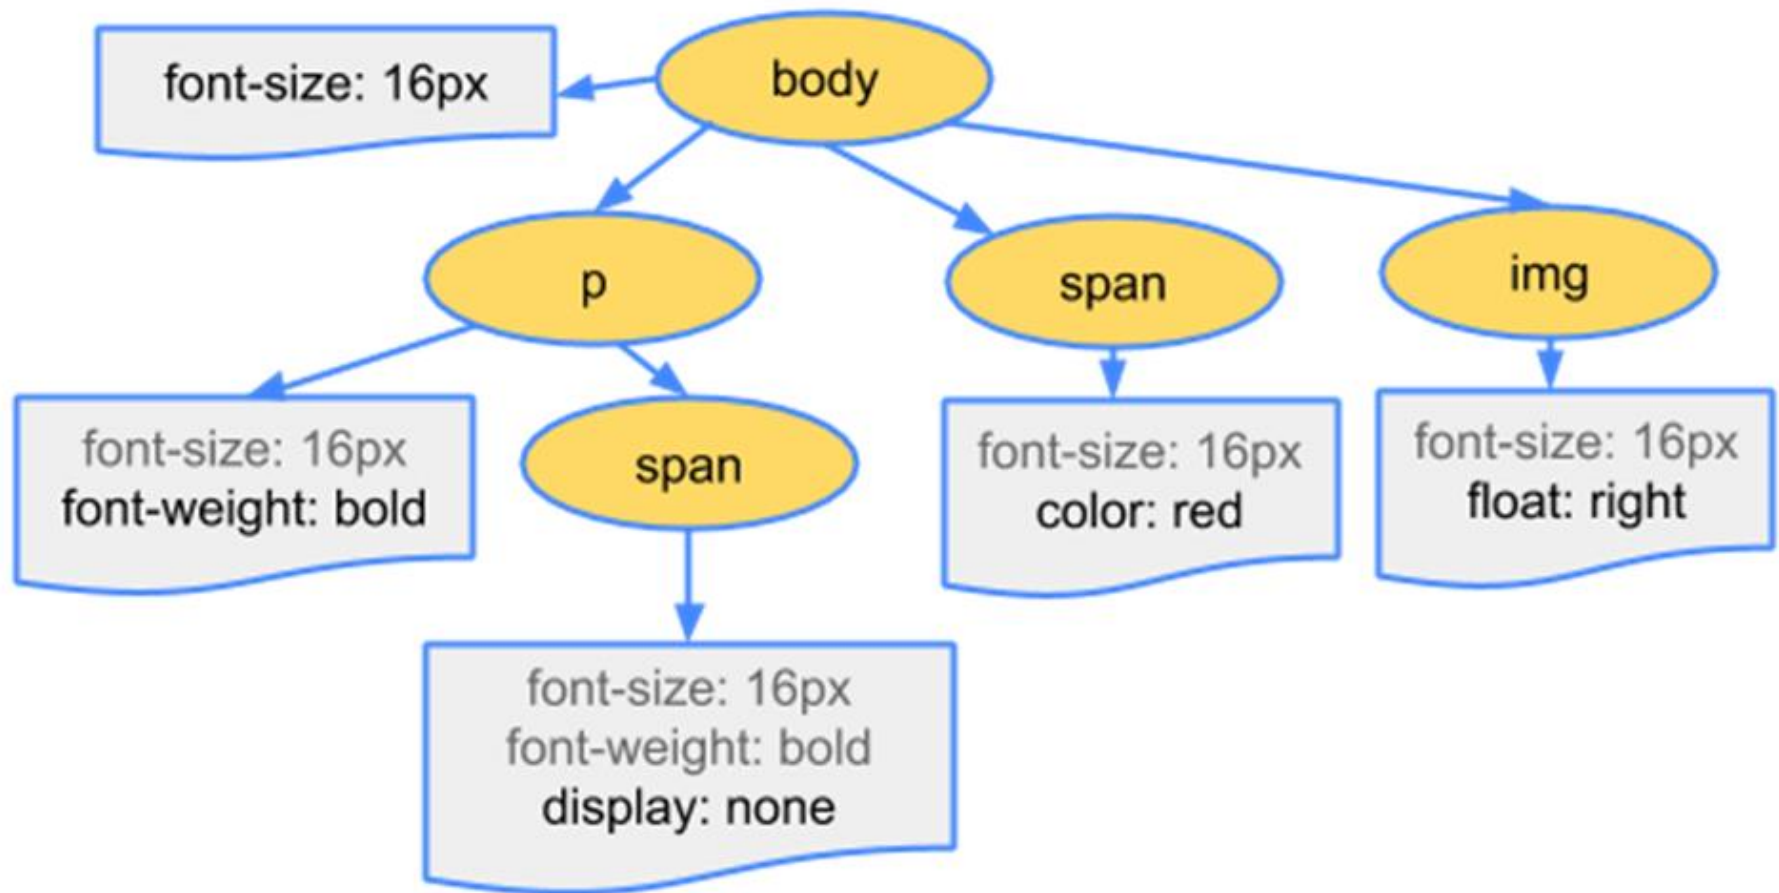 font-size: 16px
body
p
span
img
font-size: 16px
font-weight: bold
span
font-size: 16px
color: red
font-size: 16px
float: right
font-size: 16px
font-weight: bold
display: none